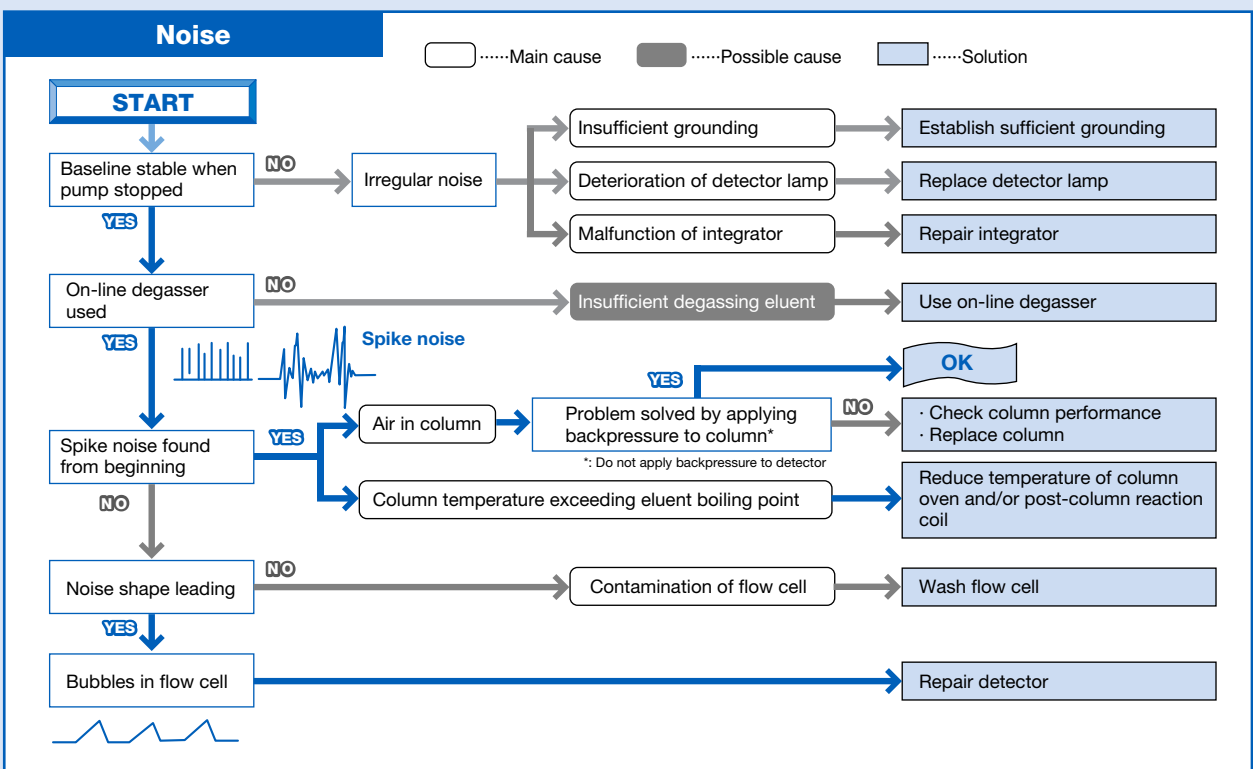 Noise
······Main cause
······Possible cause
······Solution
START
Baseline stable when
pump stopped
NO
Irregular noise
Insufficient grounding
Establish sufficient grounding
Deterioration of detector lamp
Replace detector lamp
Malfunction of integrator
Repair integrator
YES
On-line degasser
used
NO
Insufficient degassing eluent
Use on-line degasser
YES
Spike noise
Spike noise found
from beginning
YES
Air in column
Problem solved by applying
backpressure to column*
*: Do not apply backpressure to detector
YES
OK
NO
· Check column performance
· Replace column
Column temperature exceeding eluent boiling point
Reduce temperature of column
oven and/or post-column reaction
coil
NO
Noise shape leading
NO
Contamination of flow cell
Wash flow cell
YES
Bubbles in flow cell
Repair detector